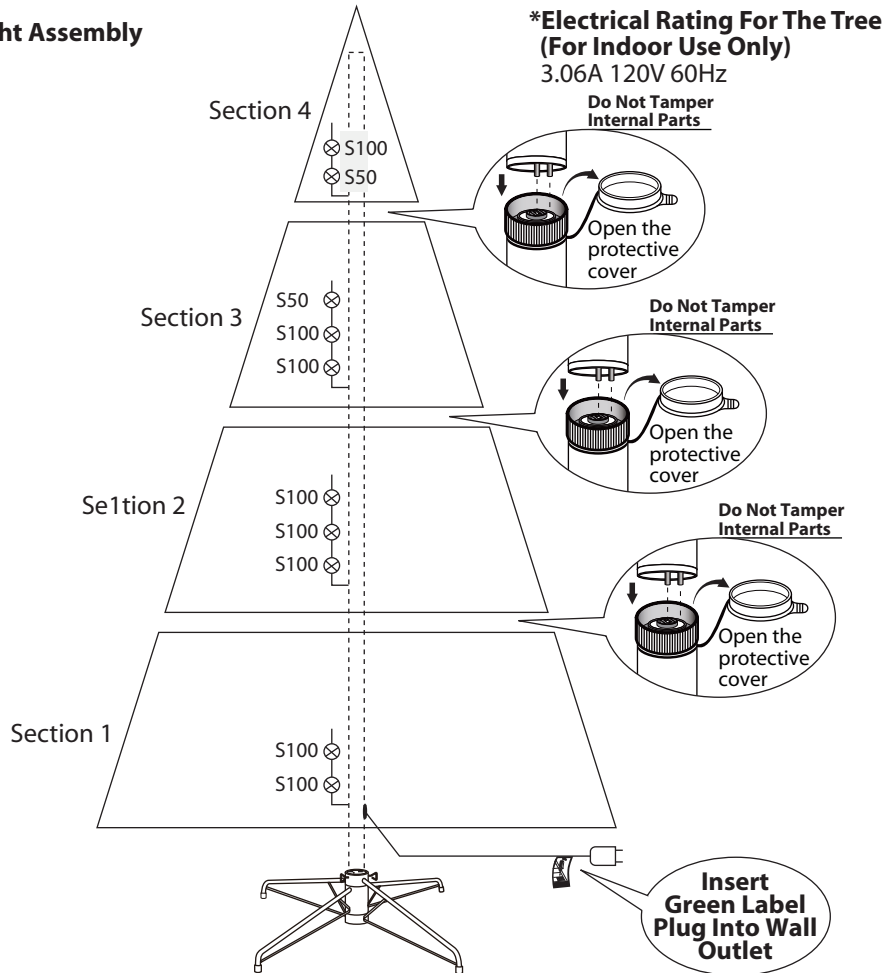 ht Assembly
*Electrical Rating For The Tree
(For Indoor Use Only)
3.06A 120V 60Hz
Section 4
S100
S50
Do Not Tamper
Internal Parts
Open the
protective
cover
Section 3
S50
S100
S100
Do Not Tamper
Internal Parts
Open the
protective
cover
Se1tion 2
S100
S100
S100
Do Not Tamper
Internal Parts
Open the
protective
cover
Section 1
S100
S100
Insert
Green Label
Plug Into Wall
Outlet